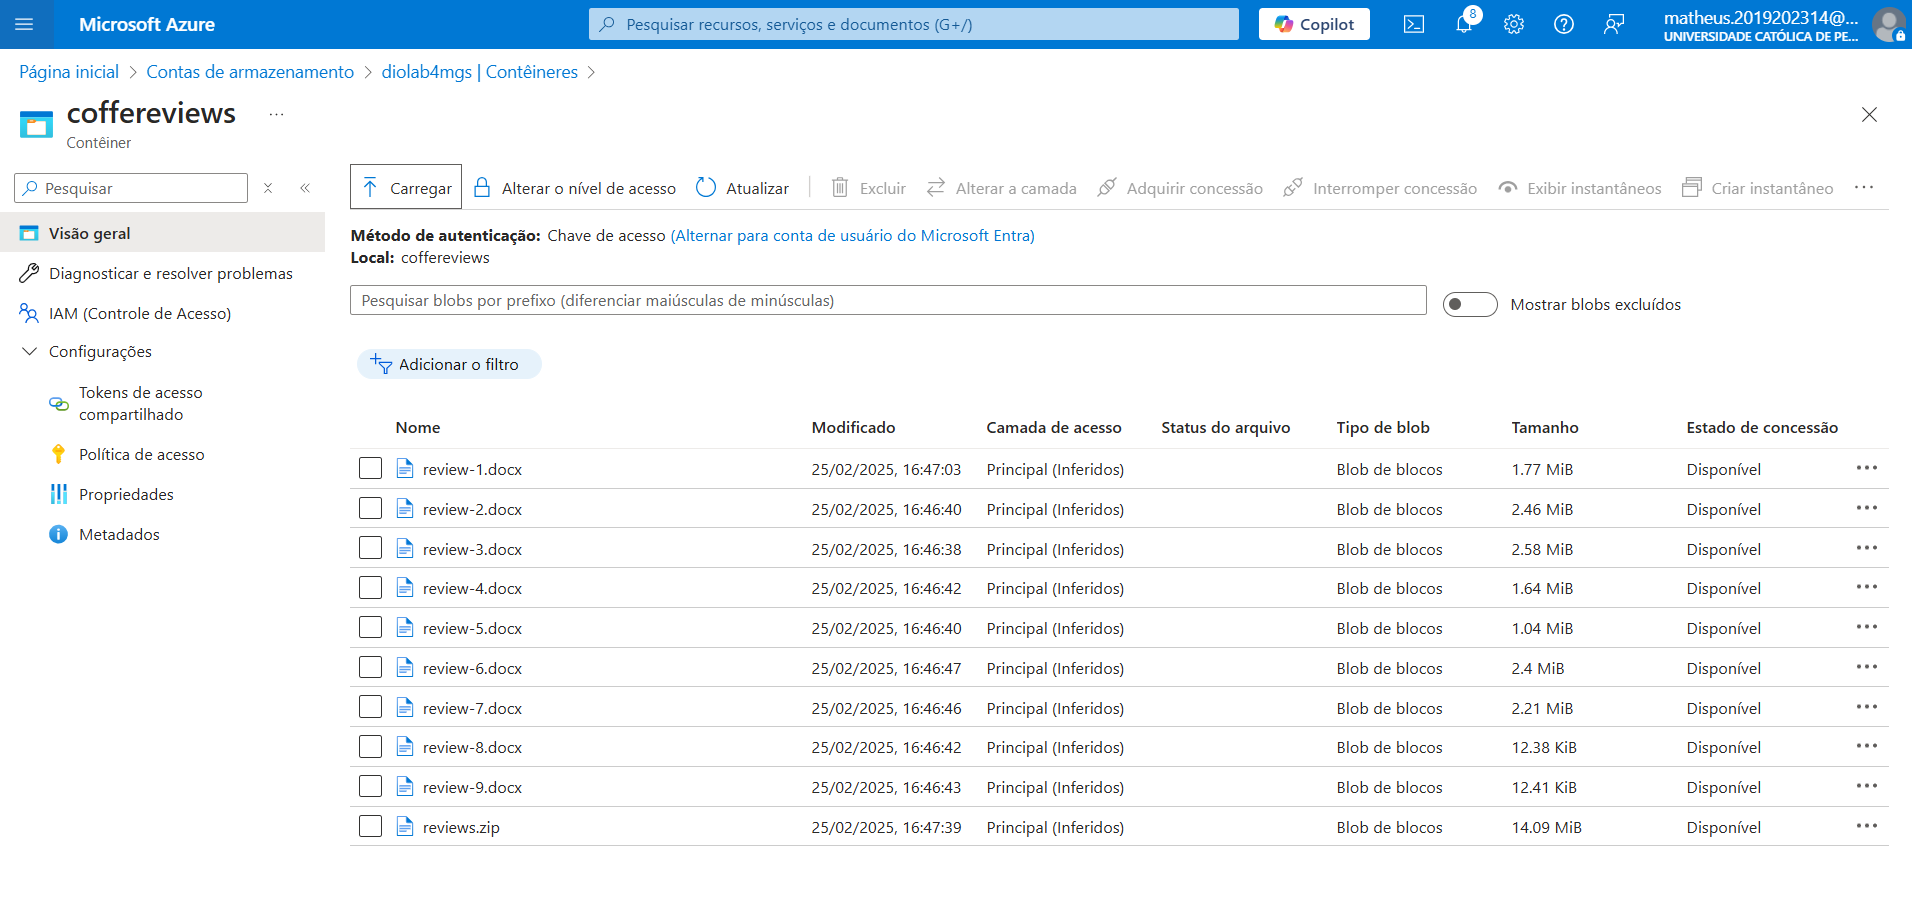 Microsoft Azure
Pesquisar recursos, serviços e documentos (G+/)
Copilot
8
matheus.2019202314@...
UNIVERSIDADE CATÓLICA DE PE...
Página inicial > Contas de armazenamento > diolab4mgs | Contêineres >
coffereviews ...
Contêiner
Pesquisar
Carregar Alterar o nível de acesso Atualizar Excluir Alterar a camada Adquirir concessão Interromper concessão Exibir instantâneos Criar instantâneo ...
Visão geral
Diagnosticar e resolver problemas
IAM (Controle de Acesso)
Configurações
Tokens de acesso
compartilhado
Política de acesso
Propriedades
Metadados
Método de autenticação: Chave de acesso (Alternar para conta de usuário do Microsoft Entra)
Local: coffereviews
Pesquisar blobs por prefixo (diferenciar maiúsculas de minúsculas)
Mostrar blobs excluídos
Adicionar o filtro
Nome Modificado Camada de acesso Status do arquivo Tipo de blob Tamanho Estado de concessão
review-1.docx 25/02/2025, 16:47:03 Principal (Inferidos) Blob de blocos 1.77 MiB Disponível
review-2.docx 25/02/2025, 16:46:40 Principal (Inferidos) Blob de blocos 2.46 MiB Disponível
review-3.docx 25/02/2025, 16:46:38 Principal (Inferidos) Blob de blocos 2.58 MiB Disponível
review-4.docx 25/02/2025, 16:46:42 Principal (Inferidos) Blob de blocos 1.64 MiB Disponível
review-5.docx 25/02/2025, 16:46:40 Principal (Inferidos) Blob de blocos 1.04 MiB Disponível
review-6.docx 25/02/2025, 16:46:47 Principal (Inferidos) Blob de blocos 2.4 MiB Disponível
review-7.docx 25/02/2025, 16:46:46 Principal (Inferidos) Blob de blocos 2.21 MiB Disponível
review-8.docx 25/02/2025, 16:46:42 Principal (Inferidos) Blob de blocos 12.38 KiB Disponível
review-9.docx 25/02/2025, 16:46:43 Principal (Inferidos) Blob de blocos 12.41 KiB Disponível
reviews.zip 25/02/2025, 16:47:39 Principal (Inferidos) Blob de blocos 14.09 MiB Disponível